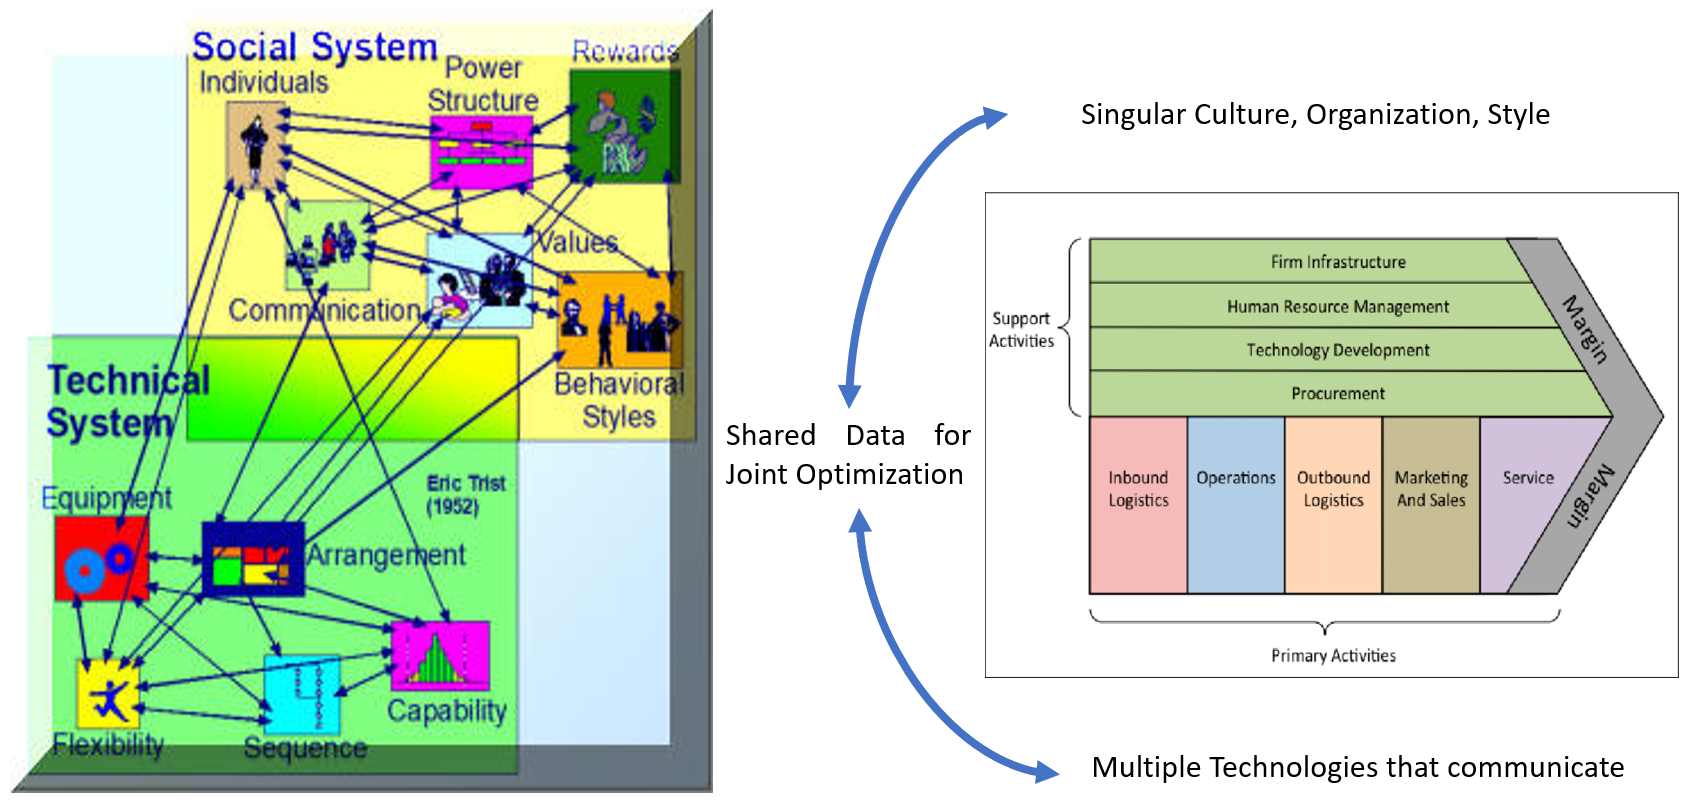 Social System
Individuals
Power
Structure
Rewards
Values
Communication
Behavioral
Styles
Technical
System
Eric Trist
(1952)
Equipment
Arrangement
Capability
Flexibility
Sequence
Shared Data for
Joint Optimization
Singular Culture, Organization, Style
Support
Activities
Firm Infrastructure
Human Resource Management
Technology Development
Procurement
Margin
Inbound
Logistics
Operations
Outbound
Logistics
Marketing
And Sales
Service
Margin
Primary Activities
Multiple Technologies that communicate